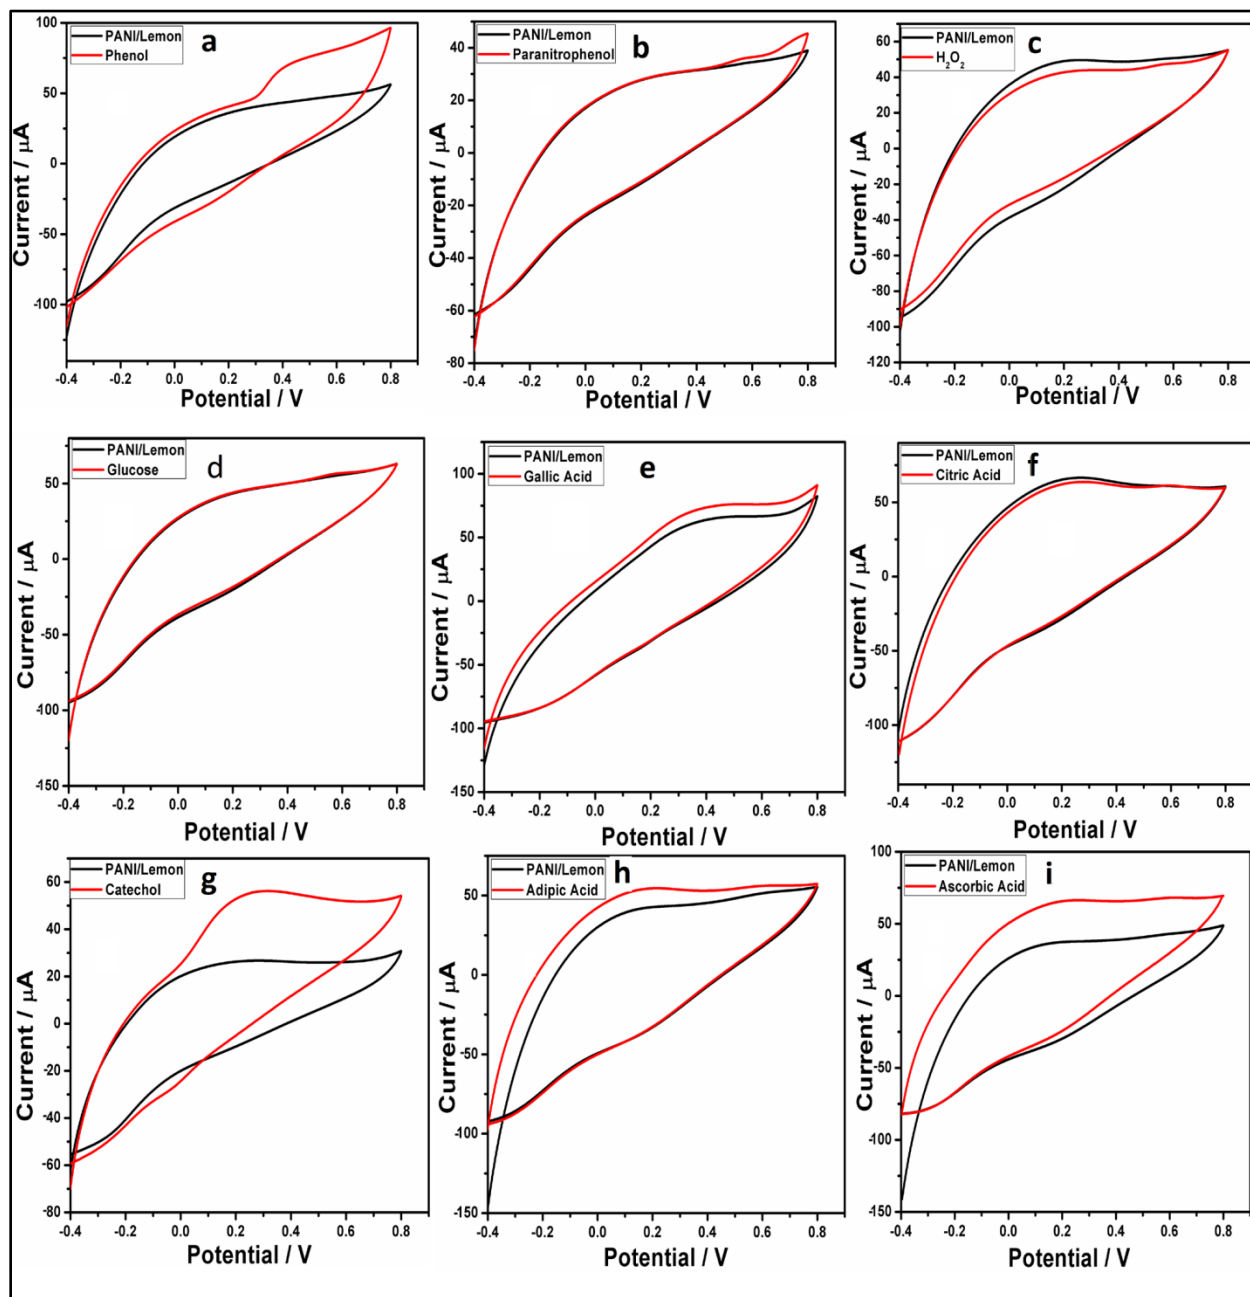 a
PANI/Lemon
Phenol
Current / μA
100
50
0
-50
-100
-0.4 -0.2 0.0 0.2 0.4 0.6 0.8
Potential / V
b
PANI/Lemon
Paranitrophenol
Current / μA
40
20
0
-20
-40
-60
-80
-0.4 -0.2 0.0 0.2 0.4 0.6 0.8
Potential / V
c
PANI/Lemon
H₂O₂
Current / μA
60
40
20
0
-20
-40
-60
-80
-100
-120
-0.4 -0.2 0.0 0.2 0.4 0.6 0.8
Potential / V
d
PANI/Lemon
Glucose
Current / μA
50
0
-50
-100
-150
-0.4 -0.2 0.0 0.2 0.4 0.6 0.8
Potential / V
e
PANI/Lemon
Gallic Acid
Current / μA
100
50
0
-50
-100
-150
-0.4 -0.2 0.0 0.2 0.4 0.6 0.8
Potential / V
f
PANI/Lemon
Citric Acid
Current / μA
50
0
-50
-100
-0.4 -0.2 0.0 0.2 0.4 0.6 0.8
Potential / V
g
PANI/Lemon
Catechol
Current / μA
60
40
20
0
-20
-40
-60
-80
-0.4 -0.2 0.0 0.2 0.4 0.6 0.8
Potential / V
h
PANI/Lemon
Adipic Acid
Current / μA
50
0
-50
-100
-150
-0.4 -0.2 0.0 0.2 0.4 0.6 0.8
Potential / V
i
PANI/Lemon
Ascorbic Acid
Current / μA
100
50
0
-50
-100
-150
-0.4 -0.2 0.0 0.2 0.4 0.6 0.8
Potential / V